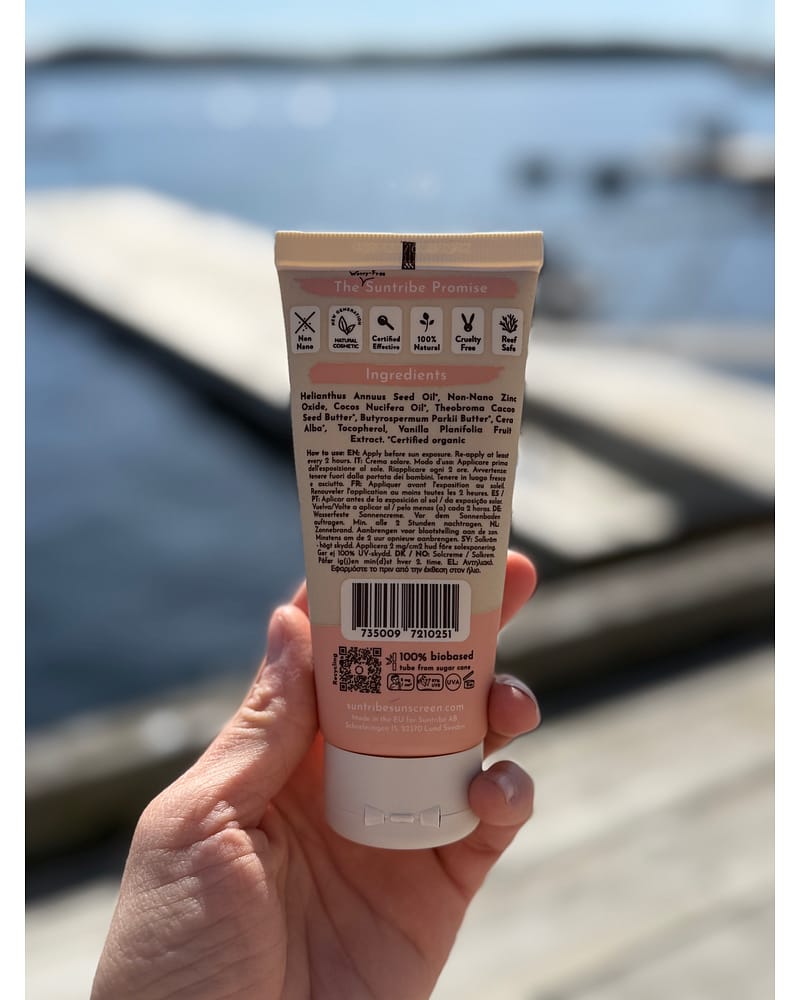 Worry-Free
The Suntribe Promise
Non Nano
NEW GENERATION NATURAL COSMETIC
Certified Effective
100% Natural
Cruelty Free
Reef Safe
Ingredients
Helianthus Annuus Seed Oil*, Non-Nano Zinc
Oxide, Cocos Nucifera Oil*, Theobroma Cacao
Seed Butter*, Butyrospermum Parkii Butter*, Cera
Alba*, Tocopherol, Vanilla Planifolia Fruit
Extract. *Certified organic
How to use: EN: Apply before sun exposure. Re-apply at least
every 2 hours. IT: Crema solare. Modo d'uso: Applicare prima
dell'esposizione al sole. Riapplicare ogni 2 ore. Avvertenze:
tenere fuori dalla portata dei bambini. Tenere in luogo fresco
e asciutto. FR: Appliquer avant l'exposition au soleil.
Renouveler l'application au moins toutes les 2 heures. ES /
PT: Aplicar antes de la exposición al sol / da exposição solar.
Vuelva/Volte a aplicar al / pelo menos (a) cada 2 horas. DE:
Wasserfeste Sonnencreme. Vor dem Sonnenbaden
auftragen. Min. alle 2 Stunden nachtragen. NL:
Zonnebrand. Aanbrengen voor blootstelling aan de zon.
Minstens om de 2 uur opnieuw aanbrengen. SV: Solkräm
- högt skydd. Applicera 2 mg/cm2 hud före solexponering.
Ger ej 100% UV-skydd. DK / NO: Solcreme / Solkrem.
Påfør ig(j)en min(d)st hver 2. time. EL: Αντηλιακό.
Εφαρμόστε το πριν από την έκθεση στον ήλιο.
735009 7210251
Recycling
100% biobased
tube from sugar cane
UVA
suntribesunscreen.com
Made in the EU for Suntribe AB
22370 Lund Sweden